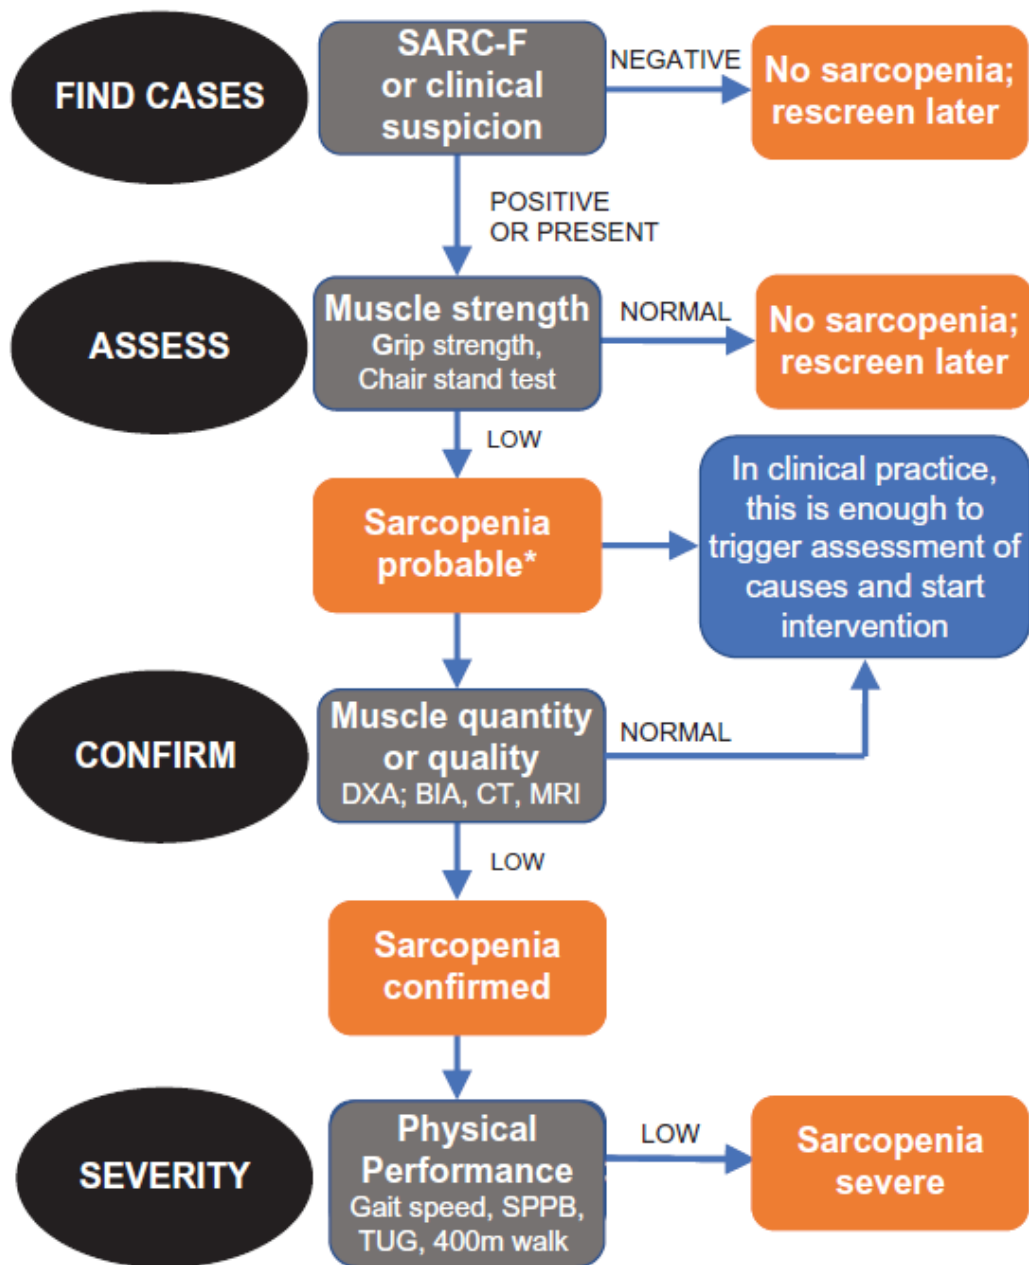 FIND CASES
SARC-F
or clinical
suspicion
NEGATIVE
No sarcopenia;
rescreen later
POSITIVE
OR PRESENT
ASSESS
Muscle strength
Grip strength,
Chair stand test
NORMAL
No sarcopenia;
rescreen later
LOW
Sarcopenia
probable*
In clinical practice,
this is enough to
trigger assessment of
causes and start
intervention
CONFIRM
Muscle quantity
or quality
DXA; BIA, CT, MRI
NORMAL
LOW
Sarcopenia
confirmed
SEVERITY
Physical
Performance
Gait speed, SPPB,
TUG, 400m walk
LOW
Sarcopenia
severe